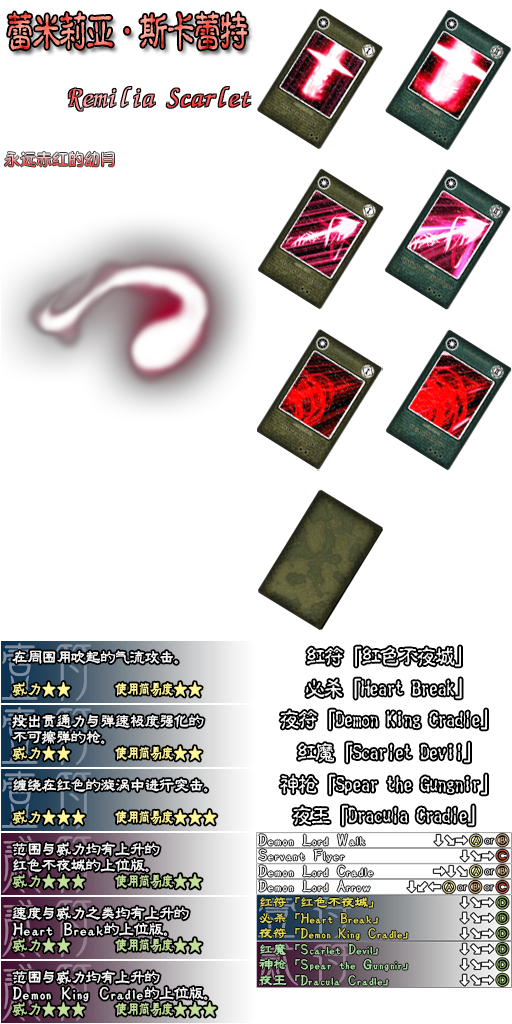 蕾米莉亚·斯卡蕾特
Remilia Scarlet
永远赤红的幼月
在周围用吹起的气流攻击。
威力★★ 使用简易度★★
投出贯通力与弹速极度强化的
不可擦弹的枪。
威力★★ 使用简易度★★
缠绕在红色的漩涡中进行突击。
威力★★★ 使用简易度★★★
范围与威力均有上升的
红色不夜城的上位版。
威力★★★ 使用简易度★★
速度与威力之类均有上升的
Heart Break的上位版。
威力★★ 使用简易度★★
范围与威力均有上升的
Demon King Cradle的上位版。
威力★★★ 使用简易度★★★
红符「红色不夜城」
必杀「Heart Break」
夜符「Demon King Cradle」
红魔「Scarlet Devil」
神枪「Spear the Gungnir」
夜王「Dracula Cradle」
Demon Lord Walk ↓↘→Ⓐ or Ⓑ
Servant Flyer ↓↘→Ⓒ
Demon Lord Cradle →↓↘Ⓐ or Ⓑ
Demon Lord Arrow ↓↙←Ⓐ or Ⓑ or Ⓒ
红符「红色不夜城」 ↓↘→Ⓓ
必杀「Heart Break」 ↓↘→Ⓓ
夜符「Demon King Cradle」 ↓↘→Ⓓ
红魔「Scarlet Devil」 ↓↘→Ⓓ
神枪「Spear the Gungnir」 ↓↘→Ⓓ
夜王「Dracula Cradle」 ↓↘→Ⓓ